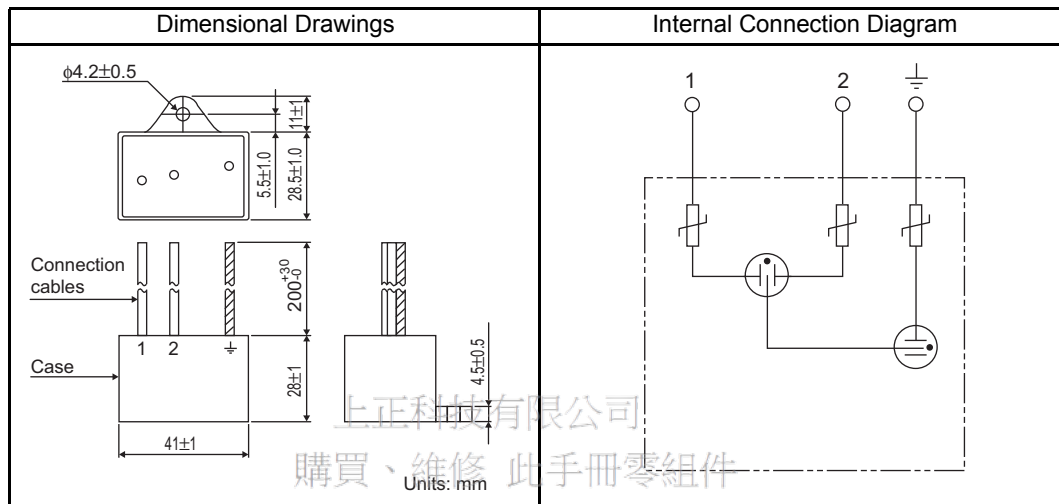 Dimensional Drawings
Internal Connection Diagram
φ4.2±0.5
11±1
5.5±1.0
28.5±1.0
Connection
cables
200+30-0
1 2
Case
28±1
4.5±0.5
41±1
Units: mm
1 2
上正科技有限公司
購買、維修 此手冊零組件